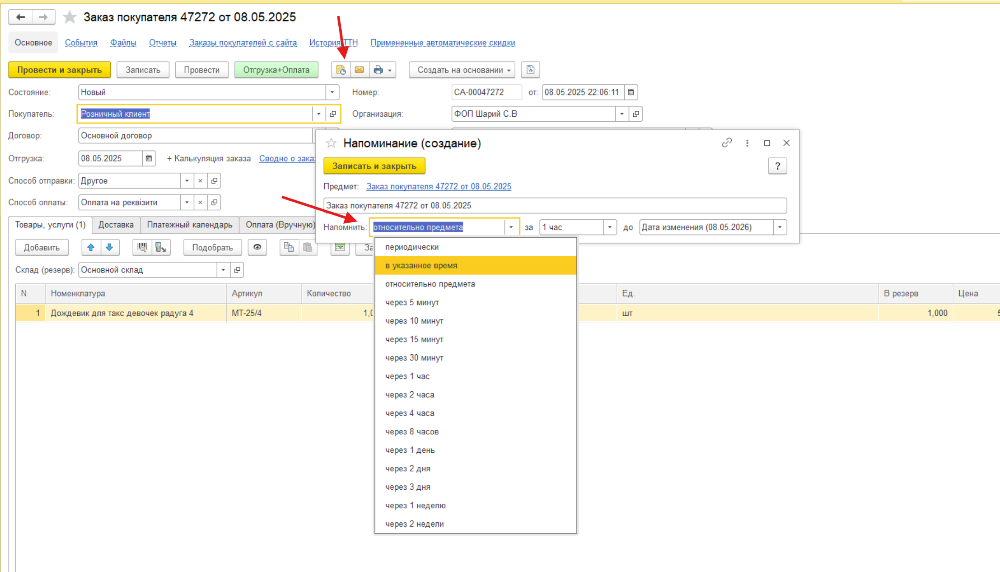 Заказ покупателя 47272 от 08.05.2025
Основное События Файлы Отчеты Заказы покупателей с сайта История ТТН Примененные автоматические скидки
Провести и закрыть Записать Провести Отгрузка+Оплата Создать на основании
Состояние: Новый Номер: СА-00047272 от: 08.05.2025 22:06:11
Покупатель: Розничный клиент Организация: ФОП Шарий С.В
Договор: Основной договор
Напоминание (создание)
Отгрузка: 08.05.2025 + Калькуляция заказа Сводно о зака
Записать и закрыть ?
Способ отправки: Другое
Предмет: Заказ покупателя 47272 от 08.05.2025
Способ оплаты: Оплата на реквізити
Заказ покупателя 47272 от 08.05.2025
Товары, услуги (1) Доставка Платежный календарь Оплата (Вручную)
Напомнить: относительно предмета за 1 час до Дата изменения (08.05.2026)
Добавить Подобрать За
Склад (резерв): Основной склад
N Номенклатура Артикул Количество Ед. В резерв Цена
1 Дождевик для такс девочек радуга 4 МТ-25/4 1,0 шт 1,000 5
периодически
в указанное время
относительно предмета
через 5 минут
через 10 минут
через 15 минут
через 30 минут
через 1 час
через 2 часа
через 4 часа
через 8 часов
через 1 день
через 2 дня
через 3 дня
через 1 неделю
через 2 недели